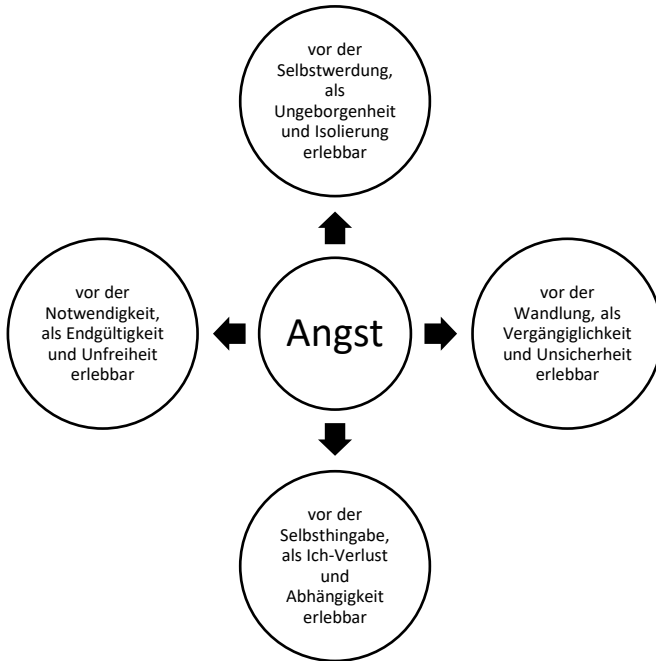 vor der
Selbstwerdung,
als
Ungeborgenheit
und Isolierung
erlebbar
vor der
Notwendigkeit,
als Endgültigkeit
und Unfreiheit
erlebbar
Angst
vor der
Wandlung, als
Vergängiglichkeit
und Unsicherheit
erlebbar
vor der
Selbsthingabe,
als Ich-Verlust
und
Abhängigkeit
erlebbar